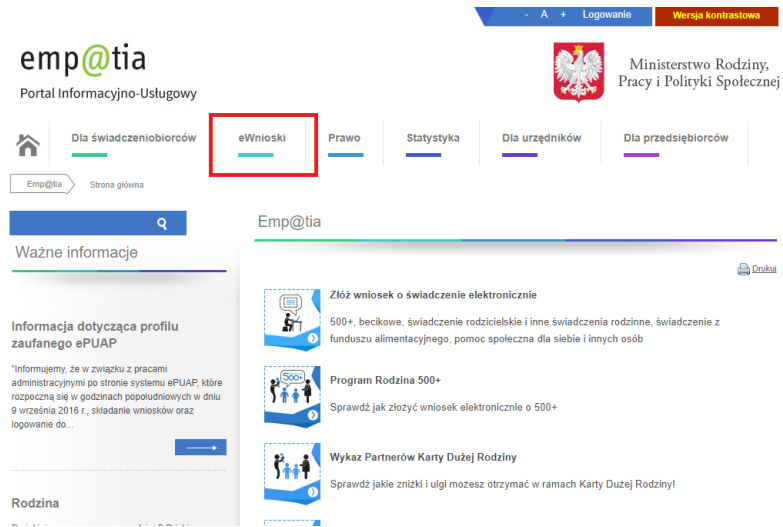 - A + Logowanie Wersja kontrastowa
emp@tia
Portal Informacyjno-Usługowy
Ministerstwo Rodziny,
Pracy i Polityki Społecznej
Dla świadczeniobiorców eWnioski Prawo Statystyka Dla urzędników Dla przedsiębiorców
Emp@tia Strona główna
Ważne informacje
Informacja dotycząca profilu
zaufanego ePUAP
"Informujemy, że w związku z pracami
administracyjnymi po stronie systemu ePUAP, które
rozpoczną się w godzinach popołudniowych w dniu
9 września 2016 r., składanie wniosków oraz
logowanie do...
Rodzina
Emp@tia
Drukuj
Złóż wniosek o świadczenie elektronicznie
500+, becikowe, świadczenie rodzicielskie i inne świadczenia rodzinne, świadczenie z
funduszu alimentacyjnego, pomoc społeczna dla siebie i innych osób
500+
Program Rodzina 500+
Sprawdź jak złożyć wniosek elektronicznie o 500+
Wykaz Partnerów Karty Dużej Rodziny
Sprawdź jakie zniżki i ulgi możesz otrzymać w ramach Karty Dużej Rodziny!